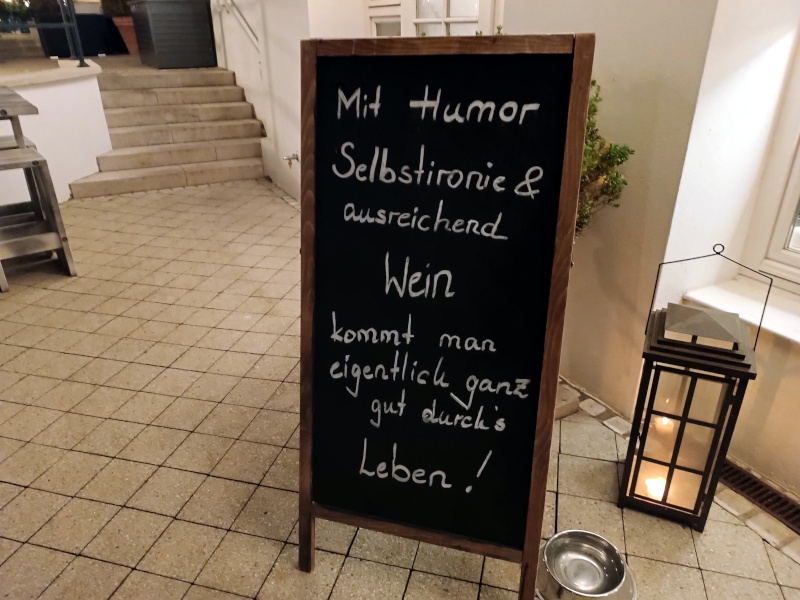 Mit Humor
Selbstironie &
ausreichend
Wein
kommt man
eigentlich ganz
gut durch's
Leben!